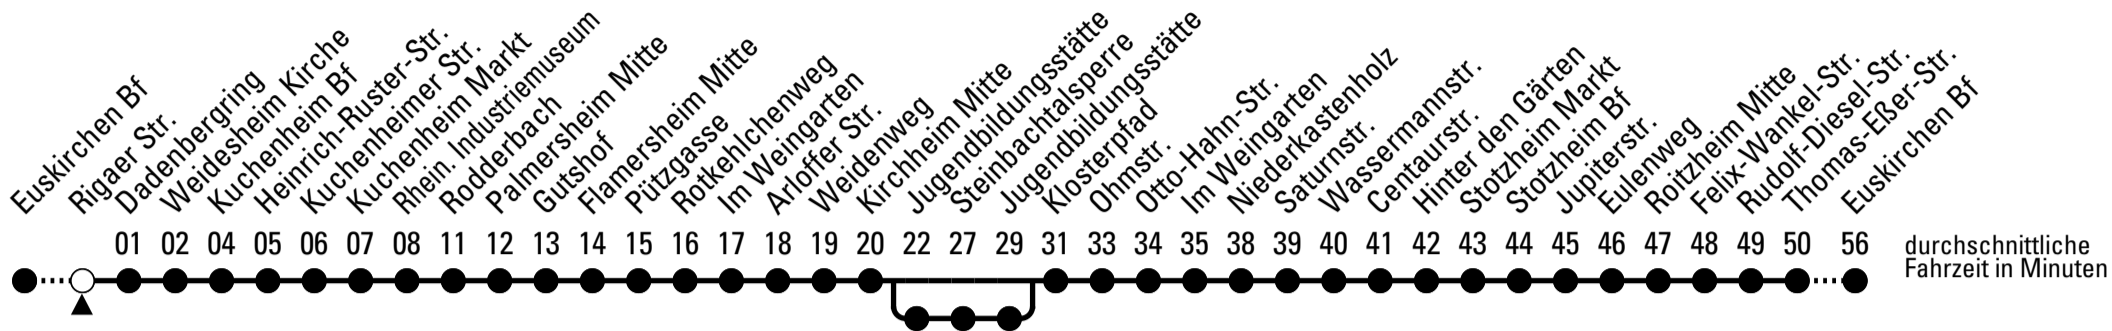 Euskirchen Bf
Rigaer Str.
Dadenbergring
Weidesheim Kirche
Kuchenheim Bf
Heinrich-Ruster-Str.
Kuchenheimer Str.
Kuchenheim Markt
Rhein. Industriemuseum
Rodderbach
Palmersheim Mitte
Gutshof
Flamersheim Mitte
Pützgasse
Rotkehlchenweg
Im Weingarten
Arloffer Str.
Weidenweg
Kirchheim Mitte
Jugendbildungsstätte
Steinbachtalsperre
Jugendbildungsstätte
Klosterpfad
Ohmstr.
Otto-Hahn-Str.
Im Weingarten
Niederkastenholz
Saturnstr.
Wassermannstr.
Centaurstr.
Hinter den Gärten
Stotzheim Markt
Stotzheim Bf
Jupiterstr.
Eulenweg
Roitzheim Mitte
Felix-Wankel-Str.
Rudolf-Diesel-Str.
Thomas-Eßer-Str.
Euskirchen Bf
01 02 04 05 06 07 08 11 12 13 14 15 16 17 18 19 20 22 27 29 31 33 34 35 38 39 40 41 42 43 44 45 46 47 48 49 50 56
durchschnittliche
Fahrzeit in Minuten